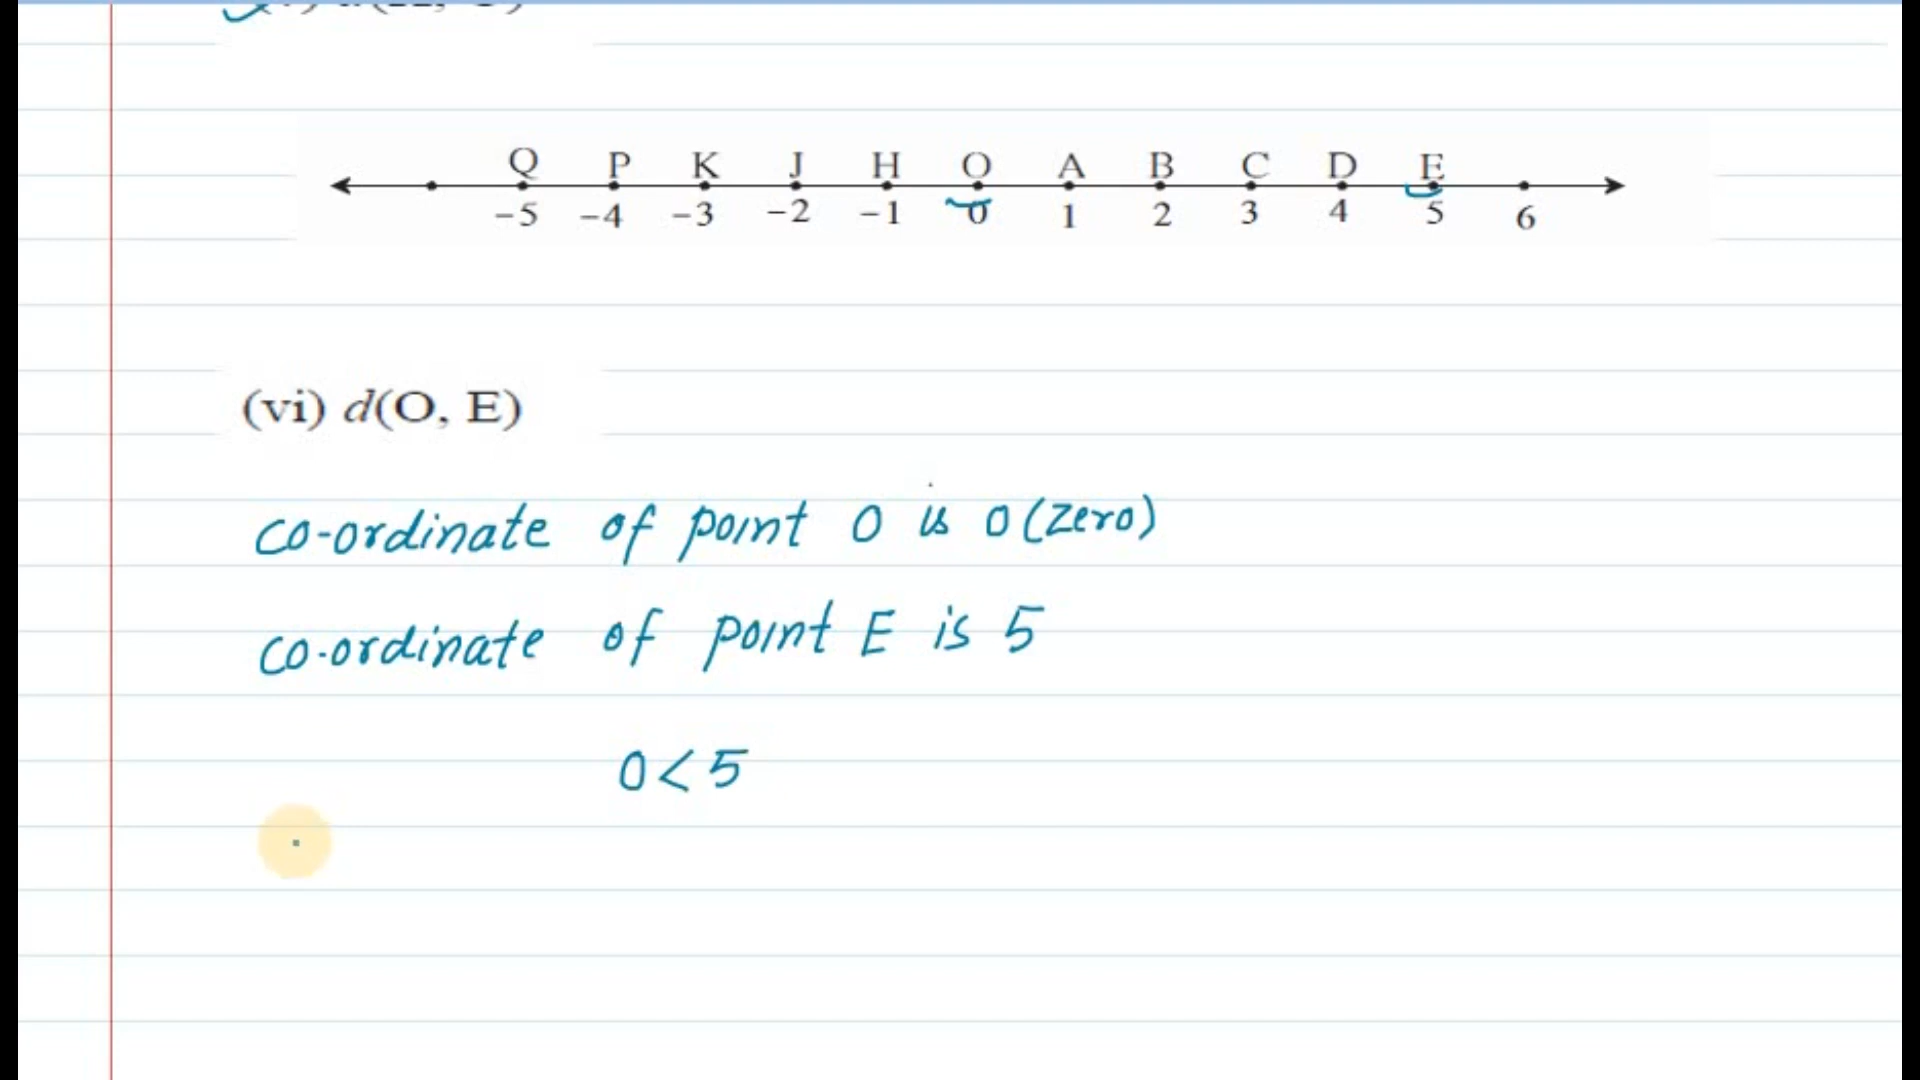 Q P K J H O A B C D E
-5 -4 -3 -2 -1 0 1 2 3 4 5 6
(vi) d(O, E)
co-ordinate of point O is 0 (zero)
co-ordinate of point E is 5
0 < 5